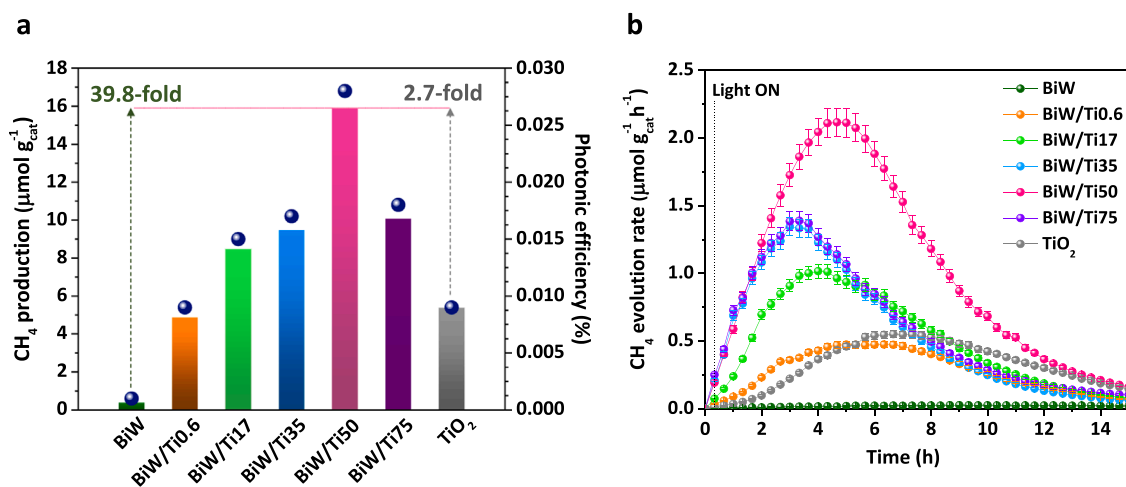 a
CH4 production (μmol g-1cat)
18
16
14
12
10
8
6
4
2
0
39.8-fold
2.7-fold
0.030
0.025
0.020
0.015
0.010
0.005
0.000
Photonic efficiency (%)
BiW
BiW/Ti0.6
BiW/Ti17
BiW/Ti35
BiW/Ti50
BiW/Ti75
TiO2
b
CH4 evolution rate (μmol g-1cat h-1)
2.5
2.0
1.5
1.0
0.5
0.0
Light ON
BiW
BiW/Ti0.6
BiW/Ti17
BiW/Ti35
BiW/Ti50
BiW/Ti75
TiO2
0 2 4 6 8 10 12 14
Time (h)